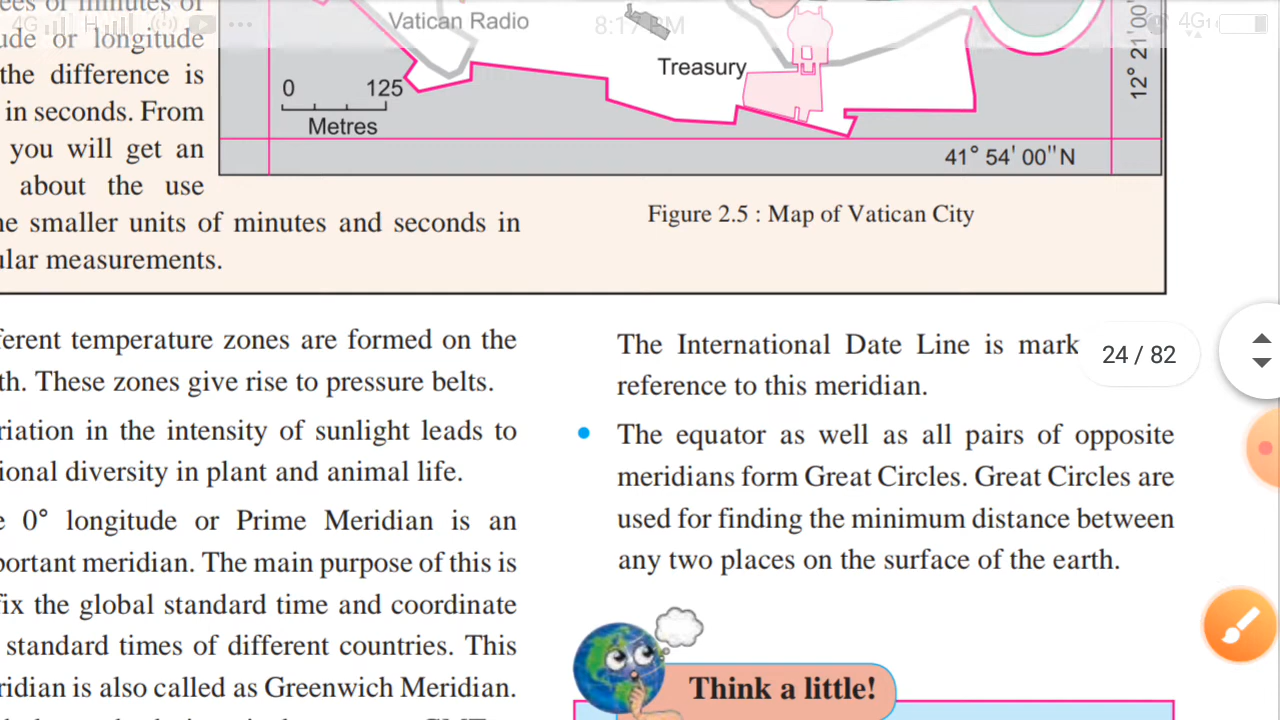 4G H 8:1 M 4G
ude or longitude
the difference is
in seconds. From
you will get an
about the use
smaller units of minutes and seconds in
measurements.
Vatican Radio
Treasury
0 125
Metres
12° 21' 00"
41° 54' 00" N
Figure 2.5 : Map of Vatican City
ferent temperature zones are formed on the
th. These zones give rise to pressure belts.
riation in the intensity of sunlight leads to
ional diversity in plant and animal life.
e 0° longitude or Prime Meridian is an
portant meridian. The main purpose of this is
fix the global standard time and coordinate
standard times of different countries. This
ridian is also called as Greenwich Meridian.
The International Date Line is mark
reference to this meridian.
24 / 82
• The equator as well as all pairs of opposite
meridians form Great Circles. Great Circles are
used for finding the minimum distance between
any two places on the surface of the earth.
Think a little!